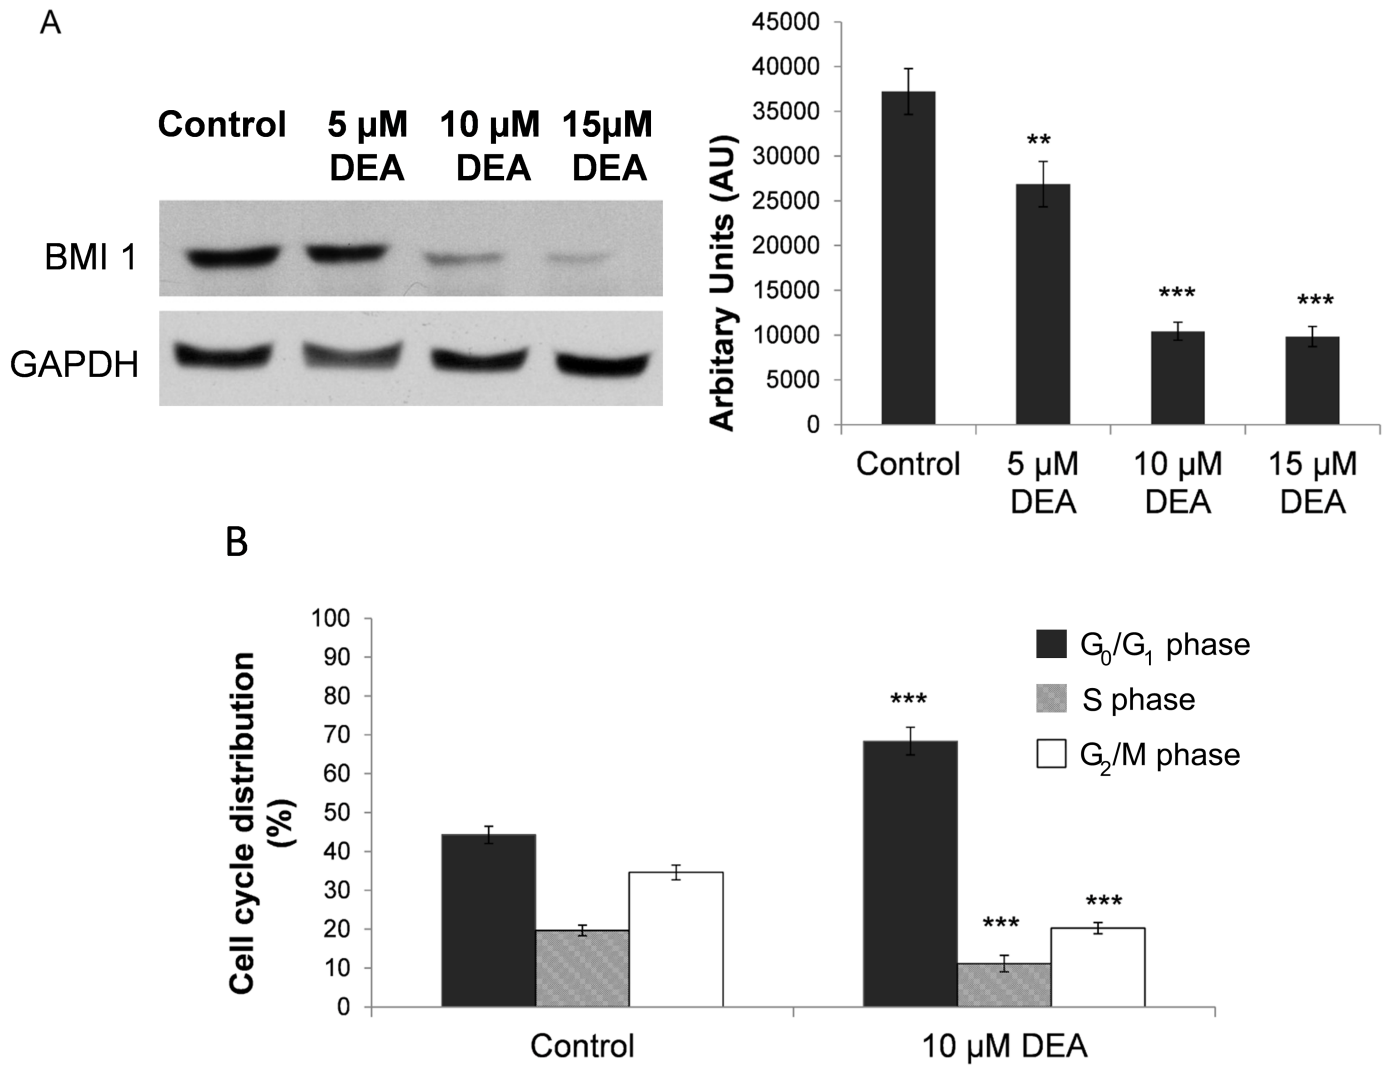 A
Control
5 µM
DEA
10 µM
DEA
15µM
DEA
BMI 1
GAPDH
Arbitary Units (AU)
45000
40000
35000
30000
25000
20000
15000
10000
5000
0
**
***
***
Control
5 µM
DEA
10 µM
DEA
15 µM
DEA
B
Cell cycle distribution
(%)
100
90
80
70
60
50
40
30
20
10
0
***
***
***
G0/G1 phase
S phase
G2/M phase
Control
10 µM DEA